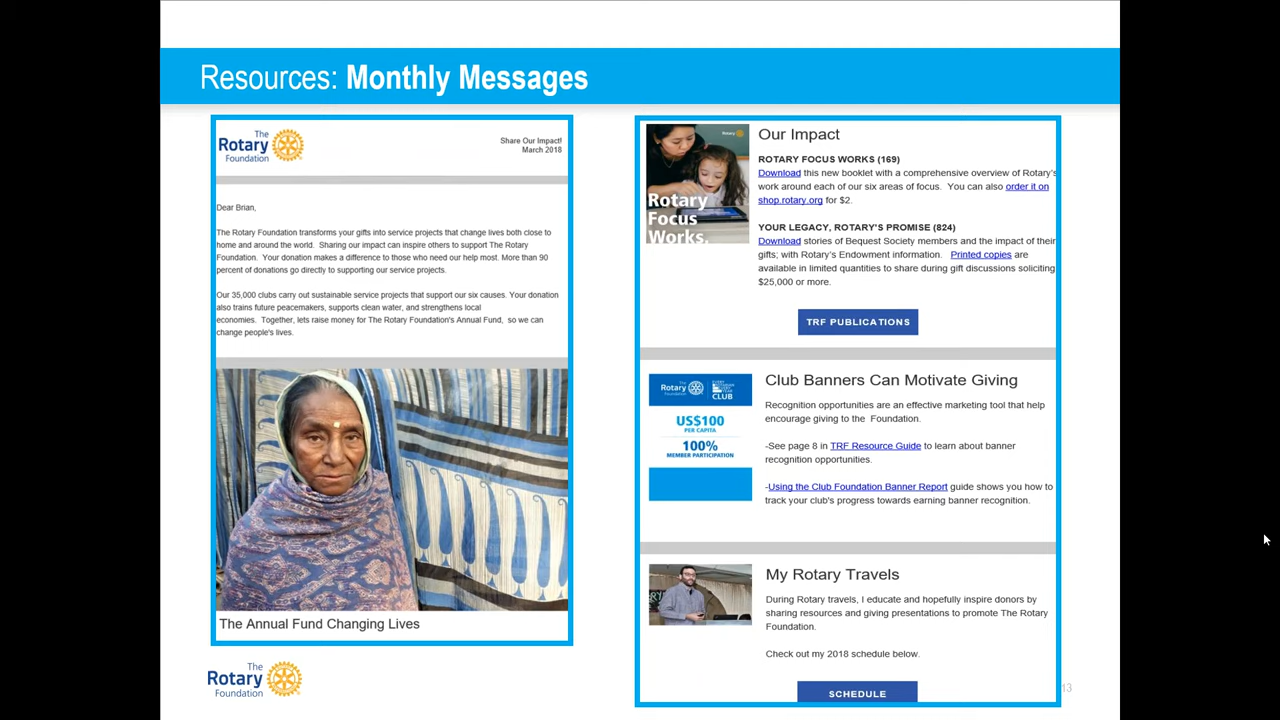 Resources: Monthly Messages
The
Rotary
Foundation
Share Our Impact!
March 2018
Dear Brian,
The Rotary Foundation transforms your gifts into service projects that change lives both close to
home and around the world.  Sharing our impact can inspire others to support The Rotary
Foundation.  Your donation makes a difference to those who need our help most. More than 90
percent of donations go directly to supporting our service projects.
Our 35,000 clubs carry out sustainable service projects that support our six causes. Your donation
also trains future peacemakers, supports clean water, and strengthens local
economies.  Together, lets raise money for The Rotary Foundation's Annual Fund,  so we can
change people's lives.
The Annual Fund Changing Lives
The
Rotary
Foundation
Rotary
Rotary
Focus
Works.
Our Impact
ROTARY FOCUS WORKS (169)
Download this new booklet with a comprehensive overview of Rotary's
work around each of our six areas of focus.  You can also order it on
shop.rotary.org for $2.
YOUR LEGACY, ROTARY'S PROMISE (824)
Download stories of Bequest Society members and the impact of their
gifts; with Rotary's Endowment information.   Printed copies are
available in limited quantities to share during gift discussions soliciting
$25,000 or more.
TRF PUBLICATIONS
The
Rotary
Foundation
EVERY
ROTARIAN
EVERY
YEAR
CLUB
US$100
PER CAPITA
100%
MEMBER PARTICIPATION
Club Banners Can Motivate Giving
Recognition opportunities are an effective marketing tool that help
encourage giving to the  Foundation.
-See page 8 in TRF Resource Guide to learn about banner
recognition opportunities.
-Using the Club Foundation Banner Report guide shows you how to
track your club's progress towards earning banner recognition.
My Rotary Travels
During Rotary travels, I educate and hopefully inspire donors by
sharing resources and giving presentations to promote The Rotary
Foundation.
Check out my 2018 schedule below.
SCHEDULE
13